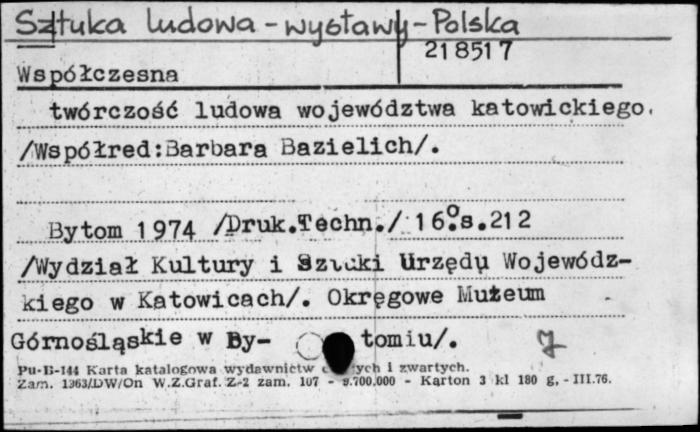 Sztuka ludowa - wystawy - Polska
218517
Współczesna
twórczość ludowa województwa katowickiego.
/Współred:Barbara Bazielich/.
Bytom 1974 /Druk.Techn./ 16°.s.212
/Wydział Kultury i Sztuki Urzędu Wojewódz-
kiego w Katowicach/. Okręgowe Muzeum
Górnośląskie w By- tomiu/.
Pu-B-144 Karta katalogowa wydawnictw i zwartych.
Zam. 1363/DW/On W.Z.Graf. Z-2 zam. 107 - 9.700.000 - Karton 3 kl 180 g, - III.76.